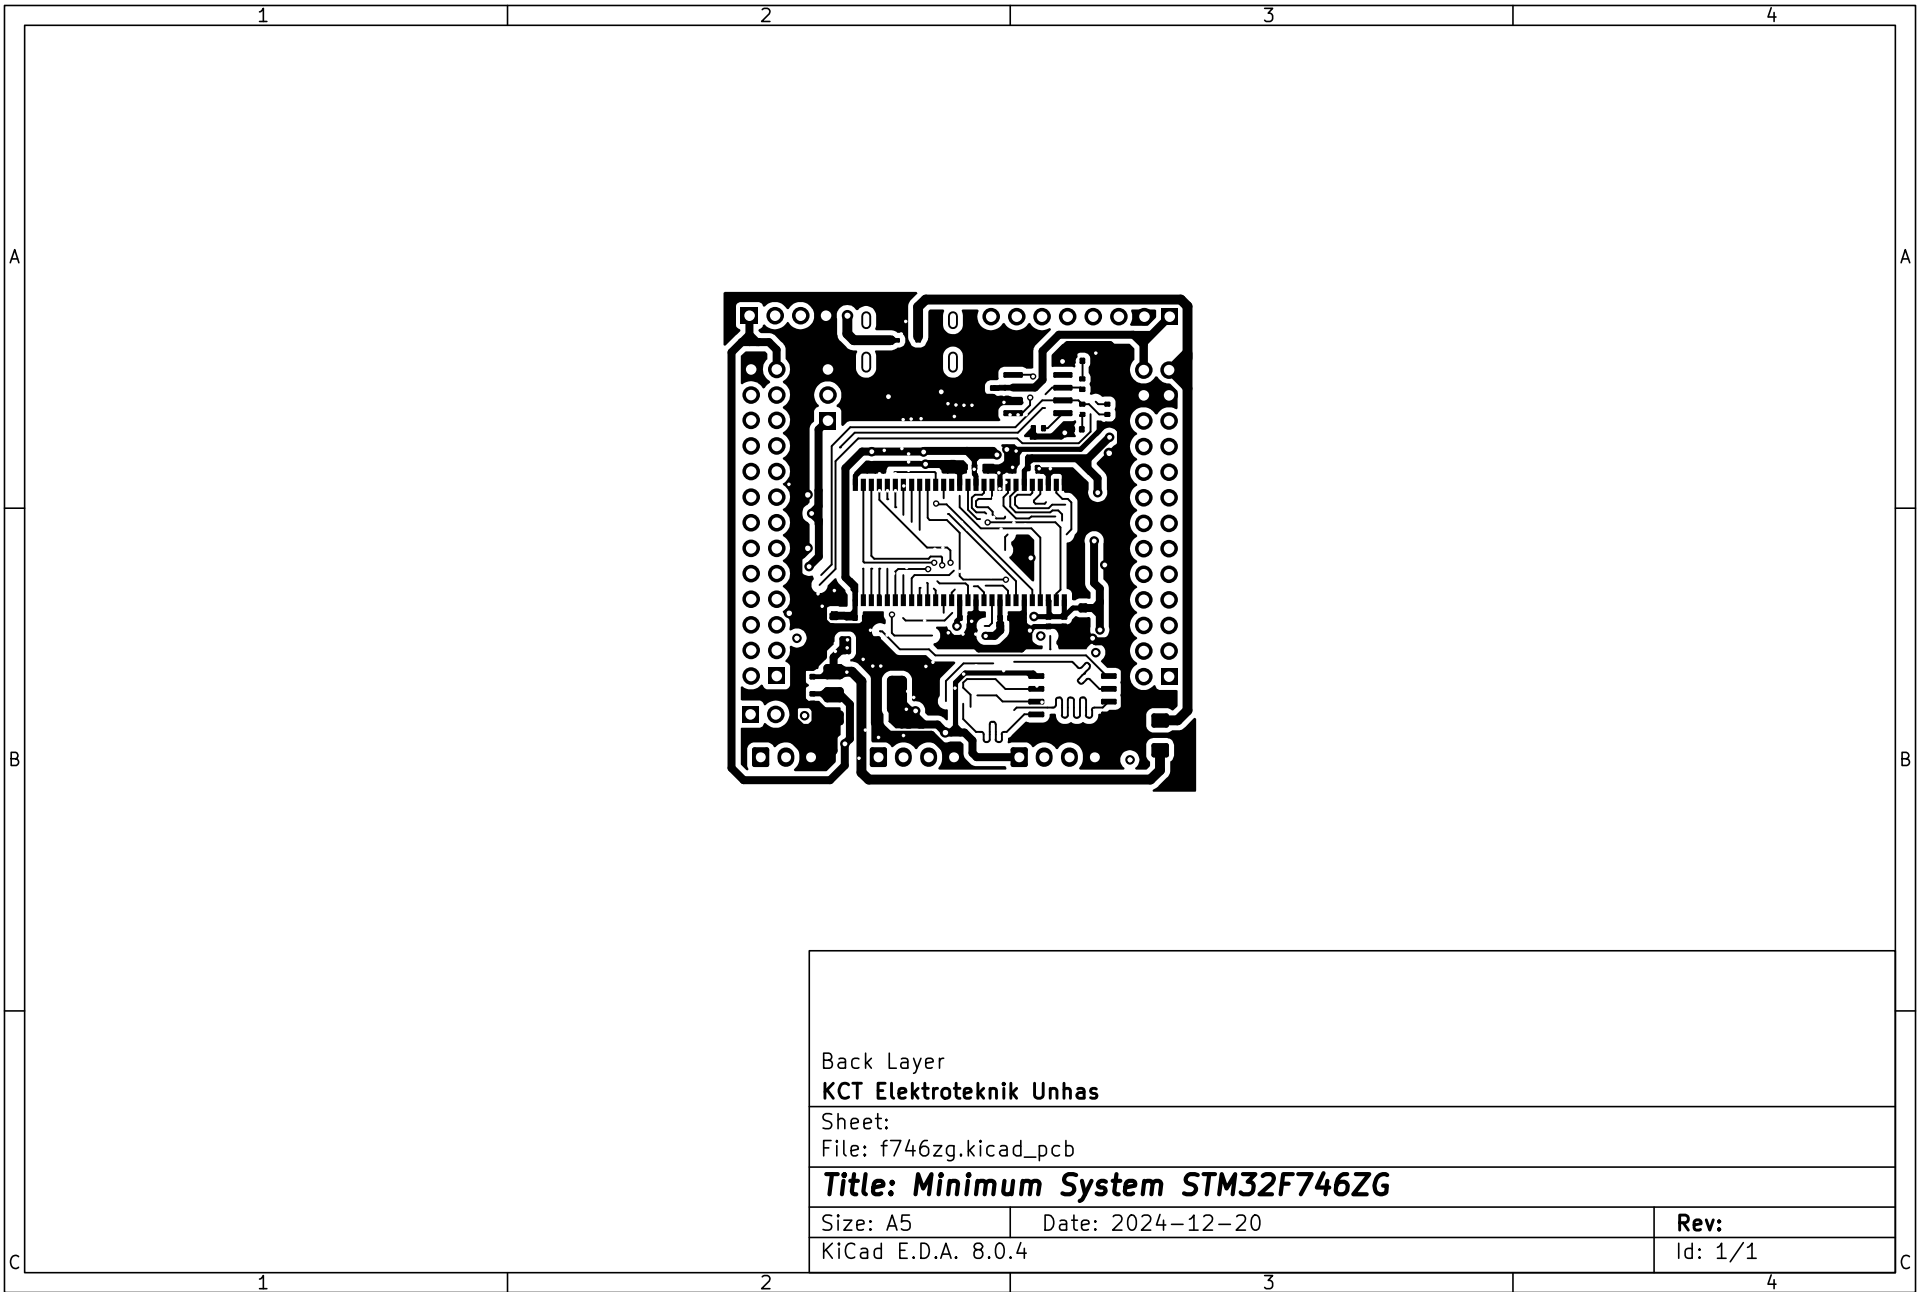 1 2 3 4
A A
B B
Back Layer
KCT Elektroteknik Unhas
Sheet:
File: f746zg.kicad_pcb
Title: Minimum System STM32F746ZG
Size: A5 Date: 2024-12-20 Rev:
KiCad E.D.A. 8.0.4 Id: 1/1
C C
1 2 3 4